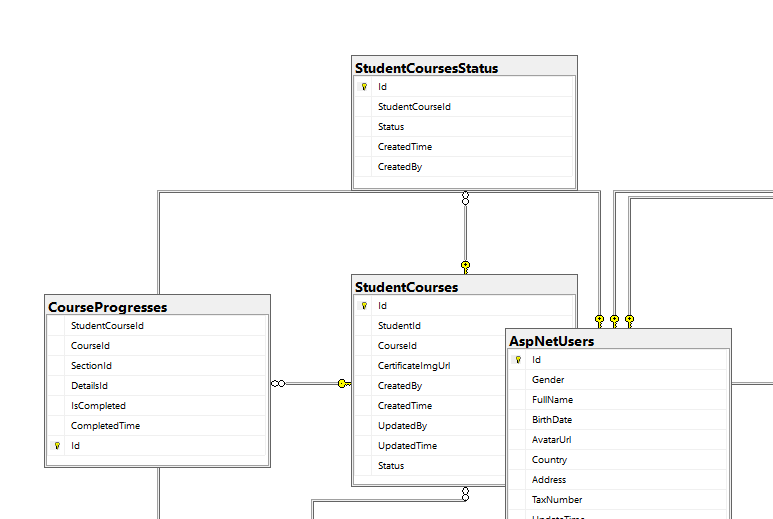 StudentCoursesStatus
Id
StudentCourseId
Status
CreatedTime
CreatedBy
CourseProgresses
StudentCourseId
CourseId
SectionId
DetailsId
IsCompleted
CompletedTime
Id
StudentCourses
Id
StudentId
CourseId
CertificateImgUrl
CreatedBy
CreatedTime
UpdatedBy
UpdatedTime
Status
AspNetUsers
Id
Gender
FullName
BirthDate
AvatarUrl
Country
Address
TaxNumber